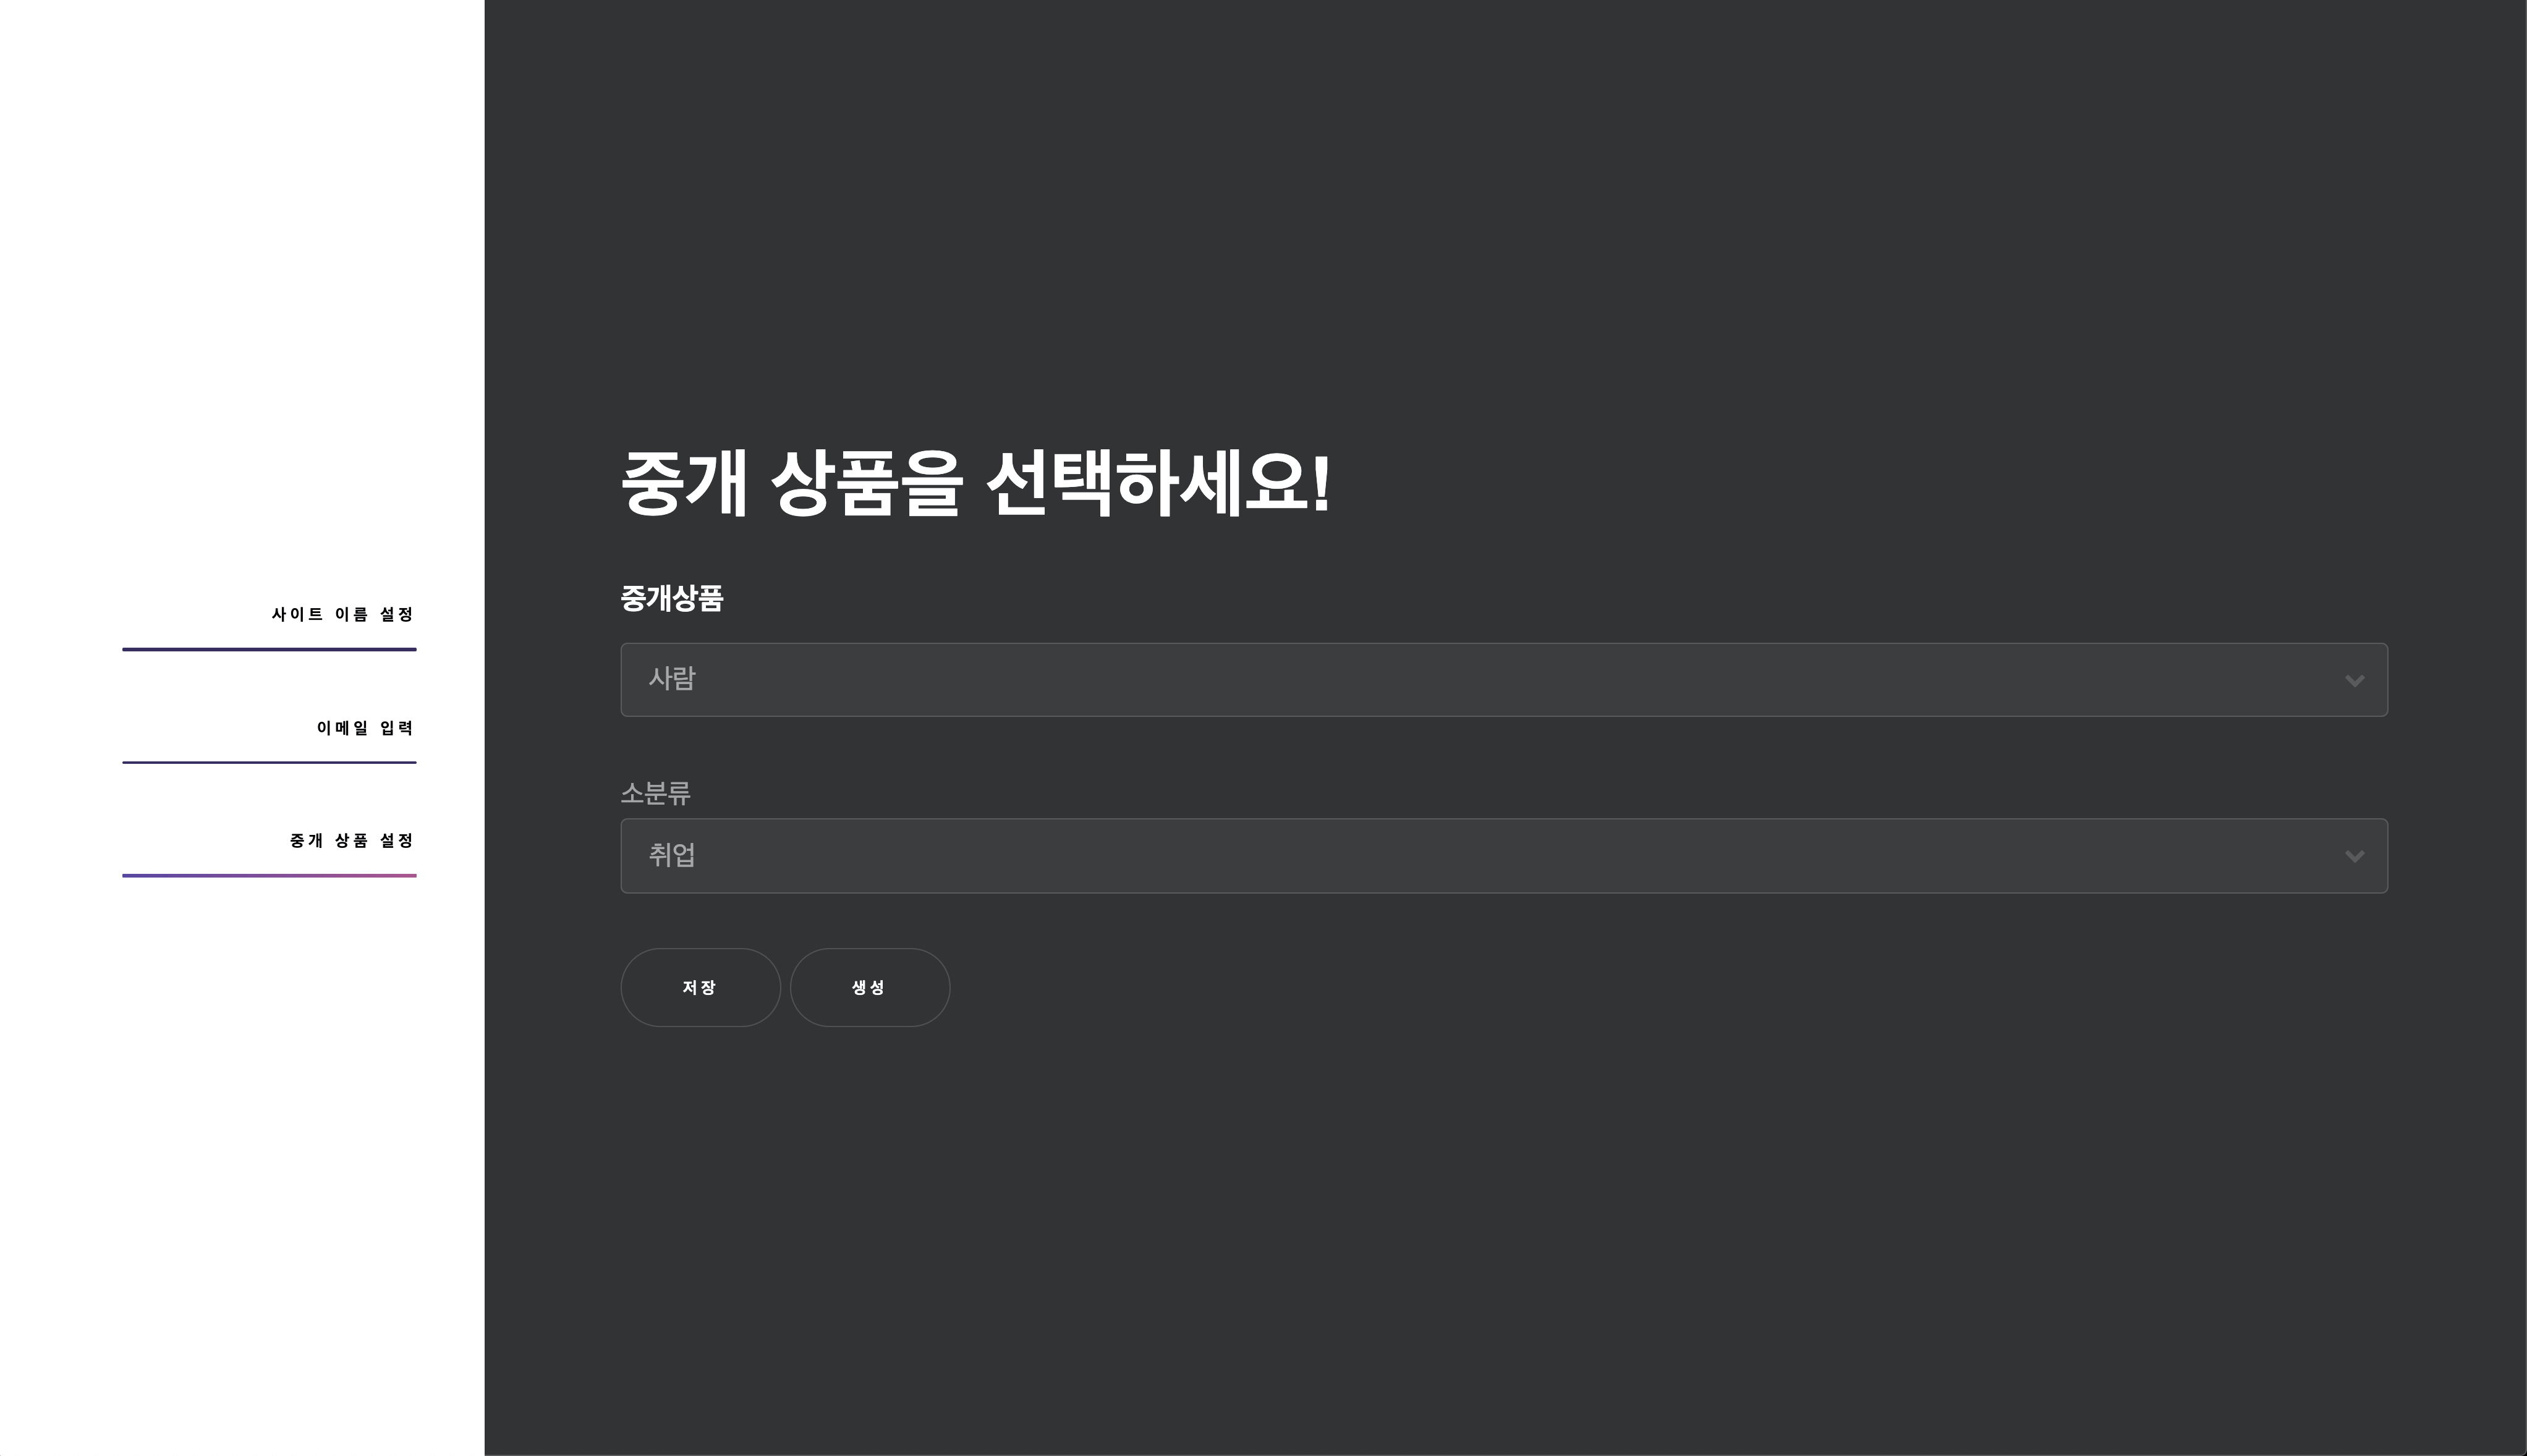 사이트 이름 설정
이메일 입력
중개 상품 설정
중개 상품을 선택하세요!
중개상품
사람
소분류
취업
저장
생성